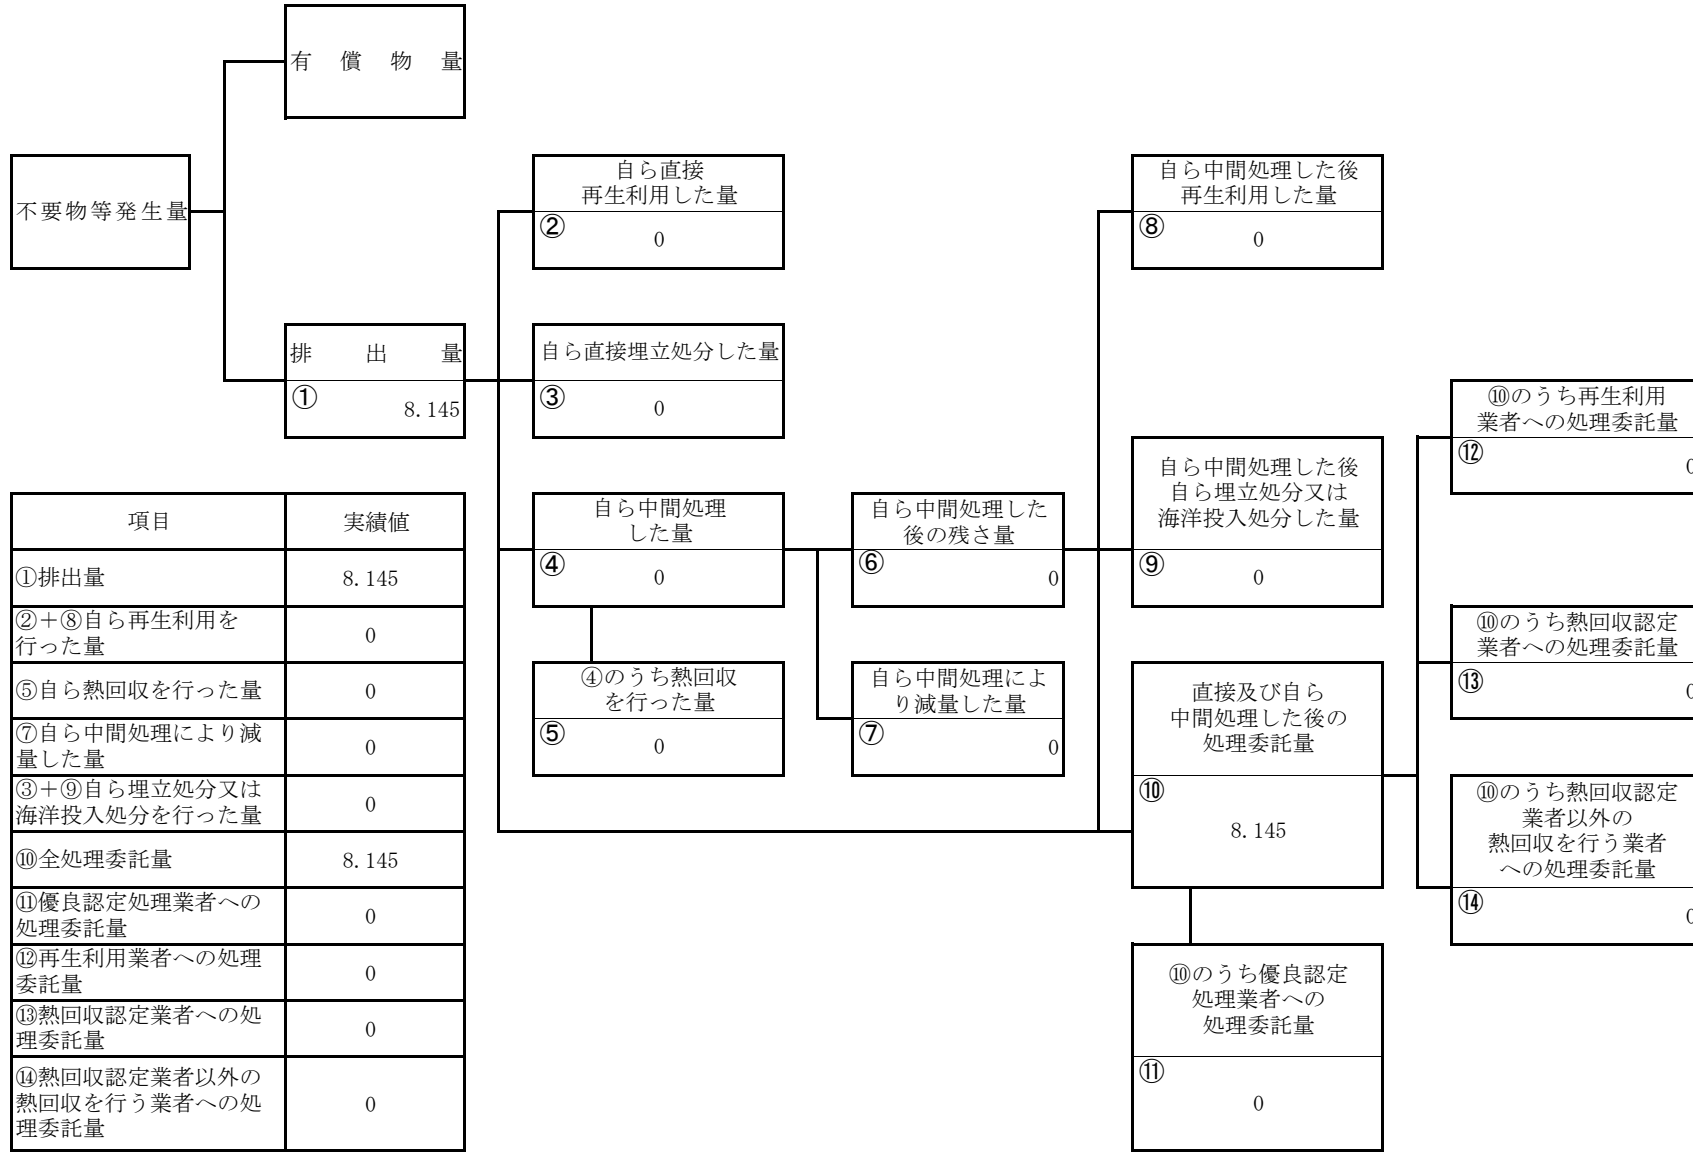 有償物量
不要物等発生量
排出量
①
8.145
自ら直接
再生利用した量
②
0
自ら直接埋立処分した量
③
0
自ら中間処理
した量
④
0
④のうち熱回収
を行った量
⑤
0
自ら中間処理した
後の残さ量
⑥
0
自ら中間処理によ
り減量した量
⑦
0
自ら中間処理した後
再生利用した量
⑧
0
自ら中間処理した後
自ら埋立処分又は
海洋投入処分した量
⑨
0
直接及び自ら
中間処理した後の
処理委託量
⑩
8.145
⑩のうち優良認定
処理業者への
処理委託量
⑪
0
⑩のうち再生利用
業者への処理委託量
⑫
0
⑩のうち熱回収認定
業者への処理委託量
⑬
0
⑩のうち熱回収認定
業者以外の
熱回収を行う業者
への処理委託量
⑭
0
項目 実績値
①排出量 8.145
②+⑧自ら再生利用を
行った量 0
⑤自ら熱回収を行った量 0
⑦自ら中間処理により減
量した量 0
③+⑨自ら埋立処分又は
海洋投入処分を行った量 0
⑩全処理委託量 8.145
⑪優良認定処理業者への
処理委託量 0
⑫再生利用業者への処理
委託量 0
⑬熱回収認定業者への処
理委託量 0
⑭熱回収認定業者以外の
熱回収を行う業者への処
理委託量 0